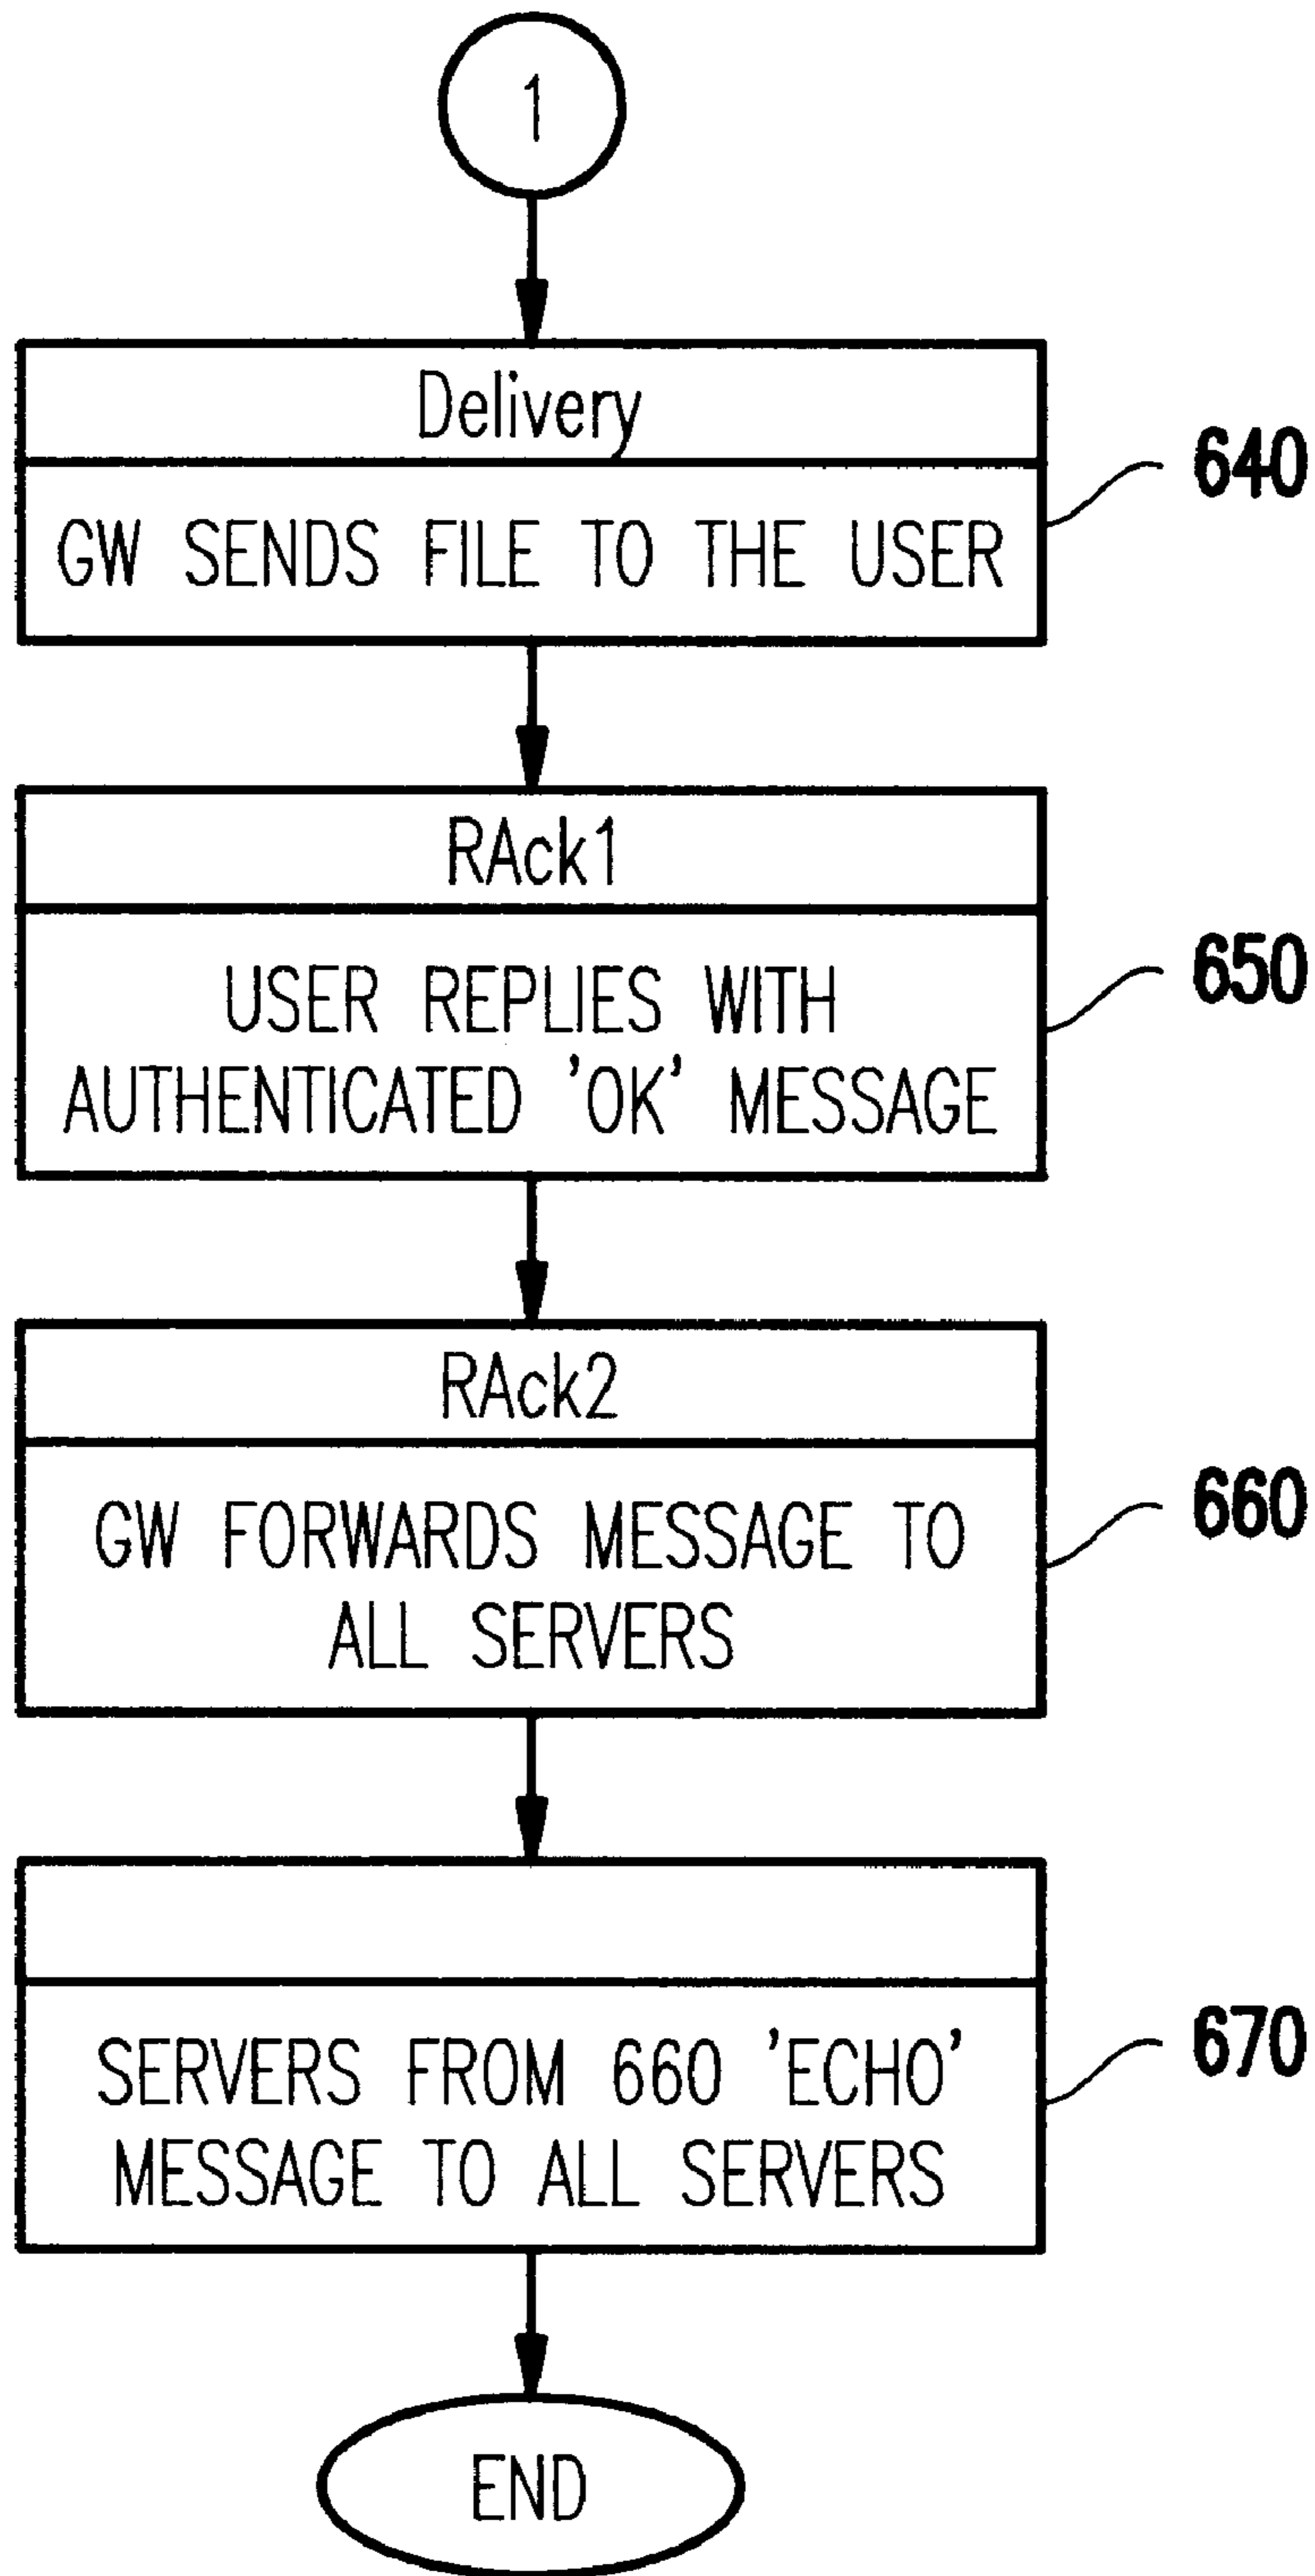 1
Delivery
GW SENDS FILE TO THE USER
640
RAck1
USER REPLIES WITH
AUTHENTICATED 'OK' MESSAGE
650
RAck2
GW FORWARDS MESSAGE TO
ALL SERVERS
660
SERVERS FROM 660 'ECHO'
MESSAGE TO ALL SERVERS
670
END